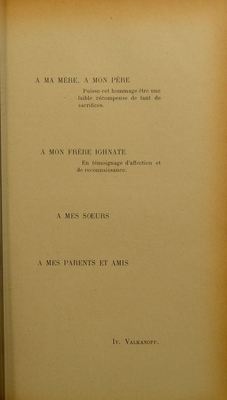 A MA MÈRE, A MON PÈRE
Puisse cet hommage être une
faible récompense de tant de
sacrifices.
A MON FRÈRE IGHNATE
En témoignage d'affection et
de reconnaissance.
A MES SŒURS
A MES PARENTS ET AMIS
Iv. Valkanoff.